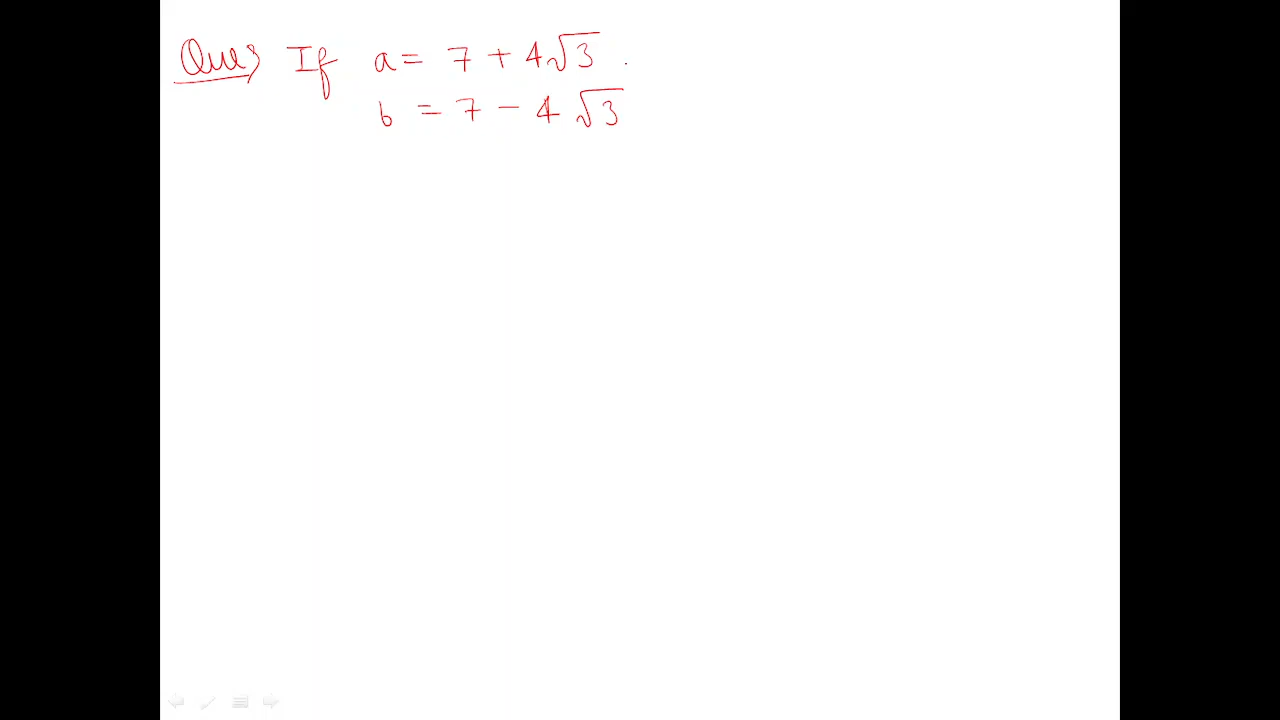 Ques If a = 7 + 4√3.
b = 7 - 4√3